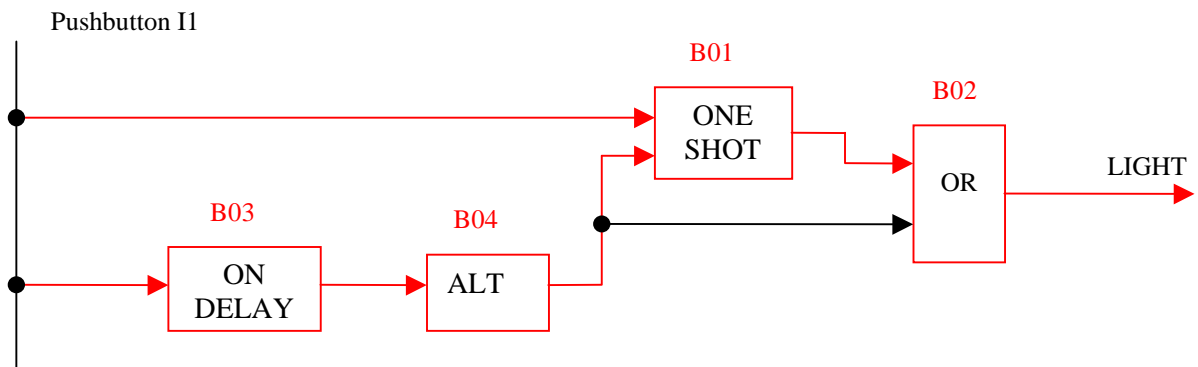 Pushbutton I1
B01
ONE
SHOT
B02
OR
LIGHT
B03
ON
DELAY
B04
ALT